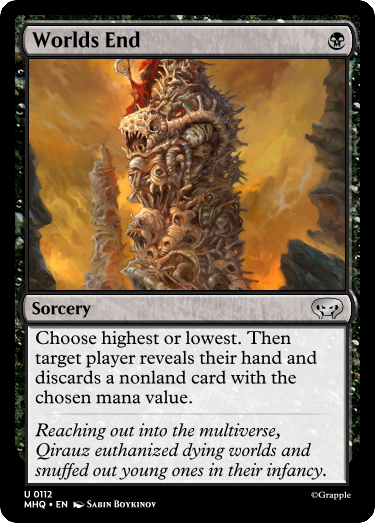 Worlds End
Sorcery
Choose highest or lowest. Then
target player reveals their hand and
discards a nonland card with the
chosen mana value.
Reaching out into the multiverse,
Qirauz euthanized dying worlds and
snuffed out young ones in their infancy.
U 0112
MHQ • EN Sabin Boykinov
©Grapple